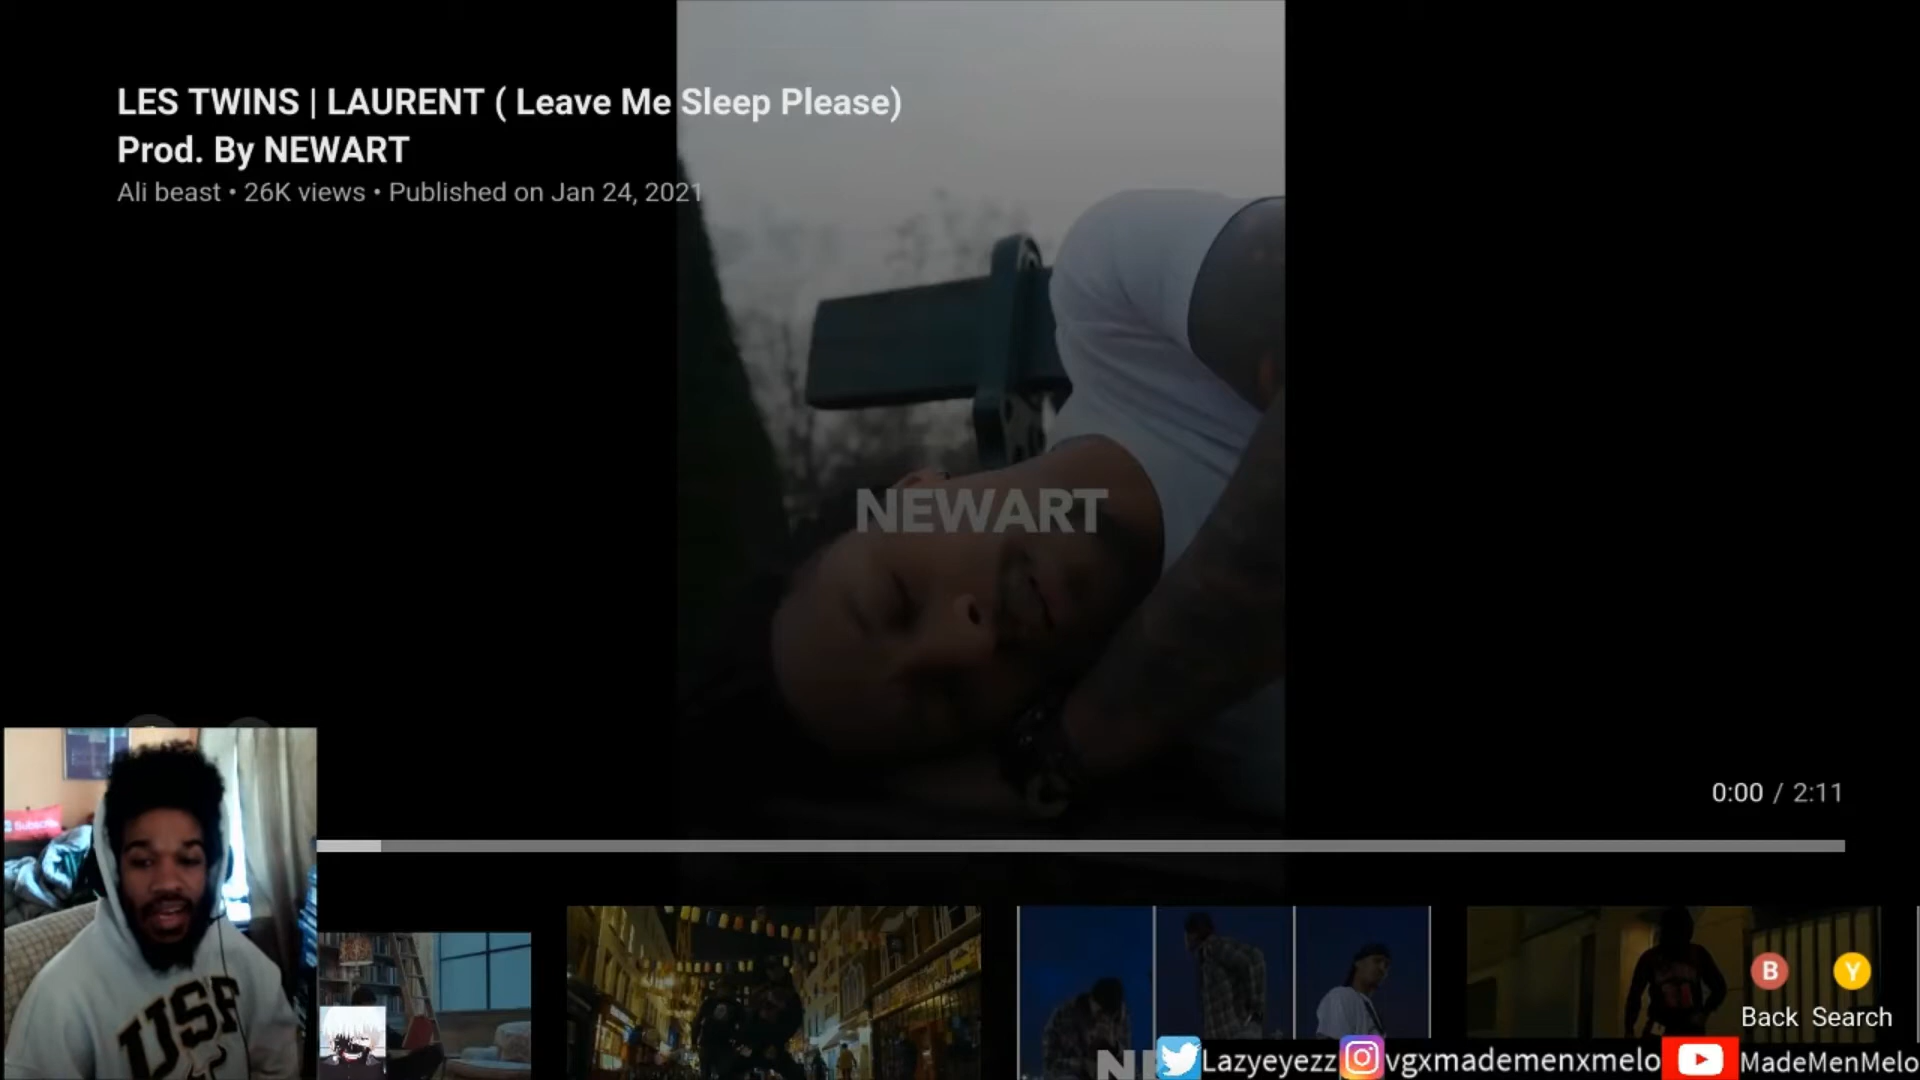 LES TWINS | LAURENT ( Leave Me Sleep Please)
Prod. By NEWART
Ali beast • 26K views • Published on Jan 24, 2021
NEWART
0:00 / 2:11
Subscribe
USF
B Y
Back Search
Lazyeyezz vgxmademenxmelo MadeMenMelo